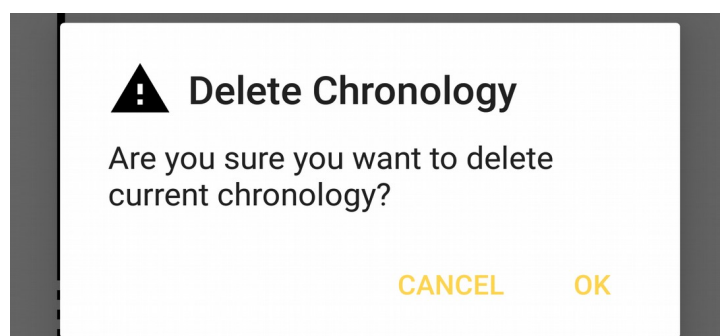 Delete Chronology
Are you sure you want to delete
current chronology?
CANCEL OK